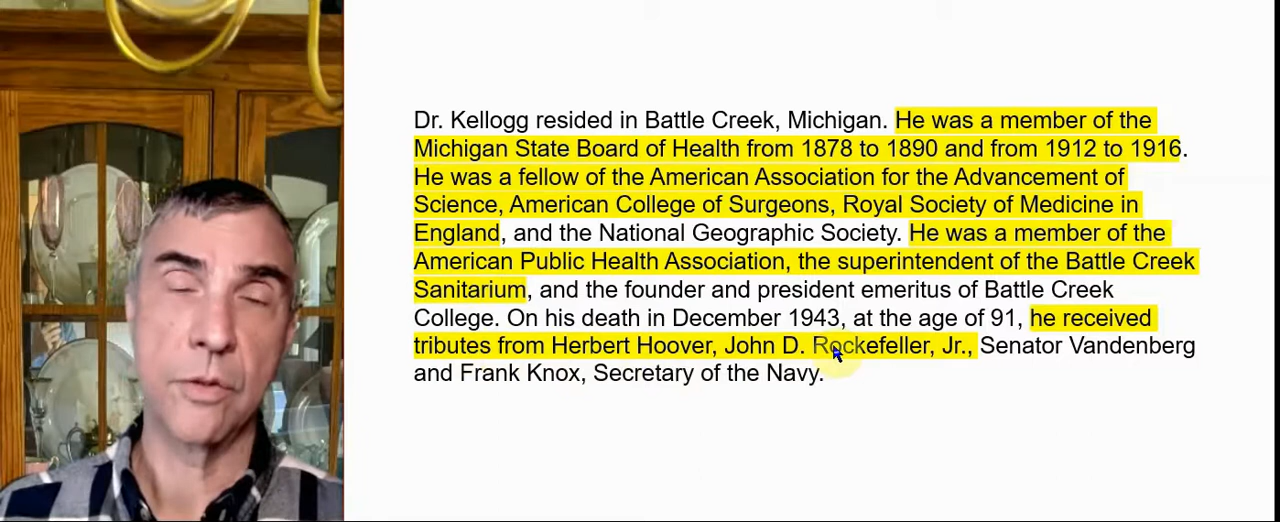 Dr. Kellogg resided in Battle Creek, Michigan. He was a member of the
Michigan State Board of Health from 1878 to 1890 and from 1912 to 1916.
He was a fellow of the American Association for the Advancement of
Science, American College of Surgeons, Royal Society of Medicine in
England, and the National Geographic Society. He was a member of the
American Public Health Association, the superintendent of the Battle Creek
Sanitarium, and the founder and president emeritus of Battle Creek
College. On his death in December 1943, at the age of 91, he received
tributes from Herbert Hoover, John D. Rockefeller, Jr., Senator Vandenberg
and Frank Knox, Secretary of the Navy.